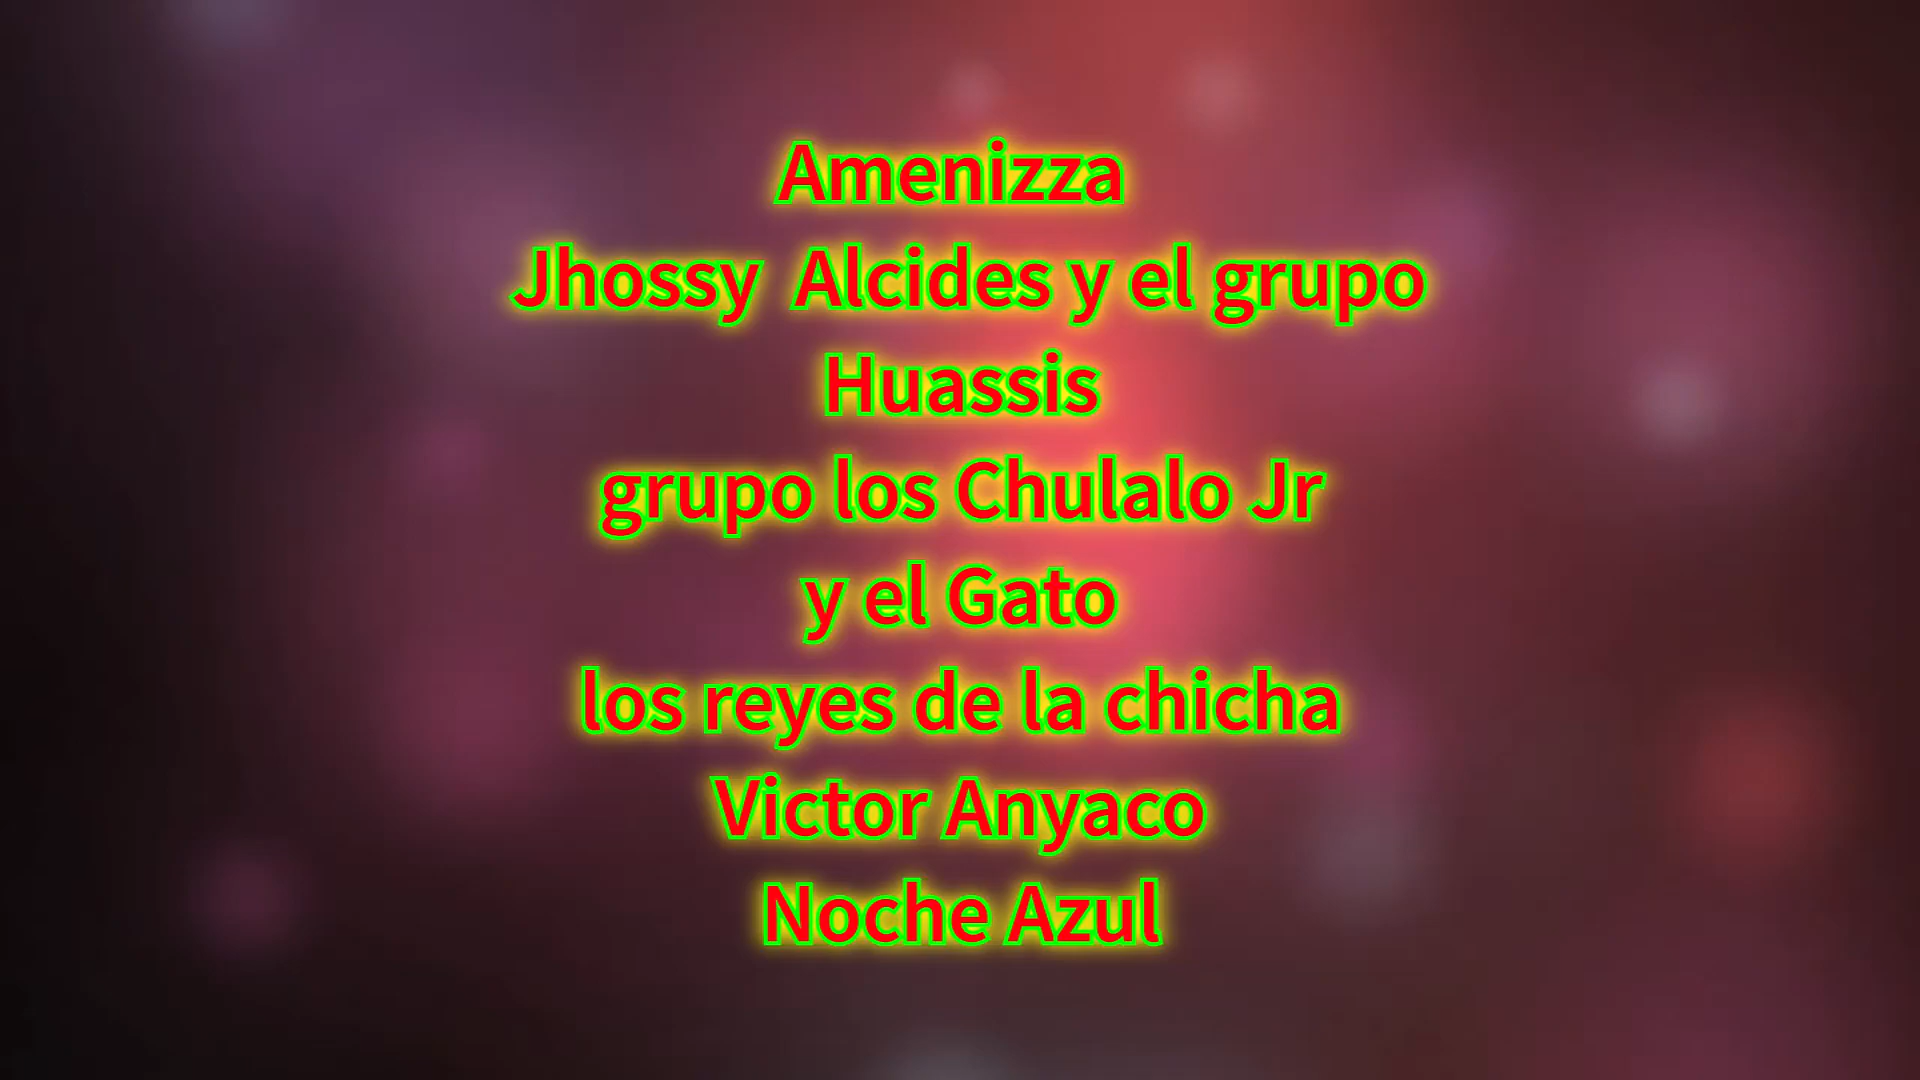 Amenizza
Jhossy  Alcides y el grupo
Huassis
grupo los Chulalo Jr
y el Gato
los reyes de la chicha
Victor Anyaco
Noche Azul